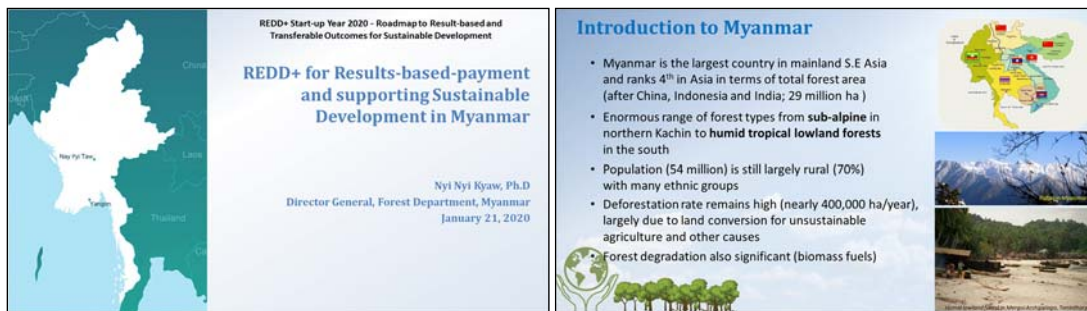 REDD+ Start-up Year 2020 - Roadmap to Result-based and
Transferable Outcomes for Sustainable Development
REDD+ for Results-based-payment
and supporting Sustainable
Development in Myanmar
Nyi Nyi Kyaw, Ph.D
Director General, Forest Department, Myanmar
January 21, 2020
China
Laos
Nay Pyi Taw
Yangon
Thailand
Introduction to Myanmar
• Myanmar is the largest country in mainland S.E Asia
and ranks 4th in Asia in terms of total forest area
(after China, Indonesia and India; 29 million ha )
• Enormous range of forest types from sub-alpine in
northern Kachin to humid tropical lowland forests
in the south
• Population (54 million) is still largely rural (70%)
with many ethnic groups
• Deforestation rate remains high (nearly 400,000 ha/year),
largely due to land conversion for unsustainable
agriculture and other causes
• Forest degradation also significant (biomass fuels)